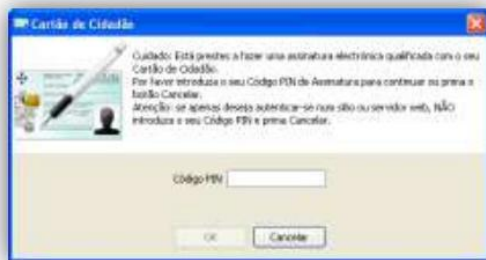 Cartão de Cidadão
Cuidado: Está prestes a fazer uma assinatura electrónica qualificada com o seu
Cartão de Cidadão.
Por favor introduza o seu Código PIN de Assinatura para continuar ou prima o
botão Cancelar.
Atenção: se apenas deseja autenticar-se num sítio ou servidor web, NÃO
introduza o seu Código PIN e prima Cancelar.
Código PIN
OK
Cancelar